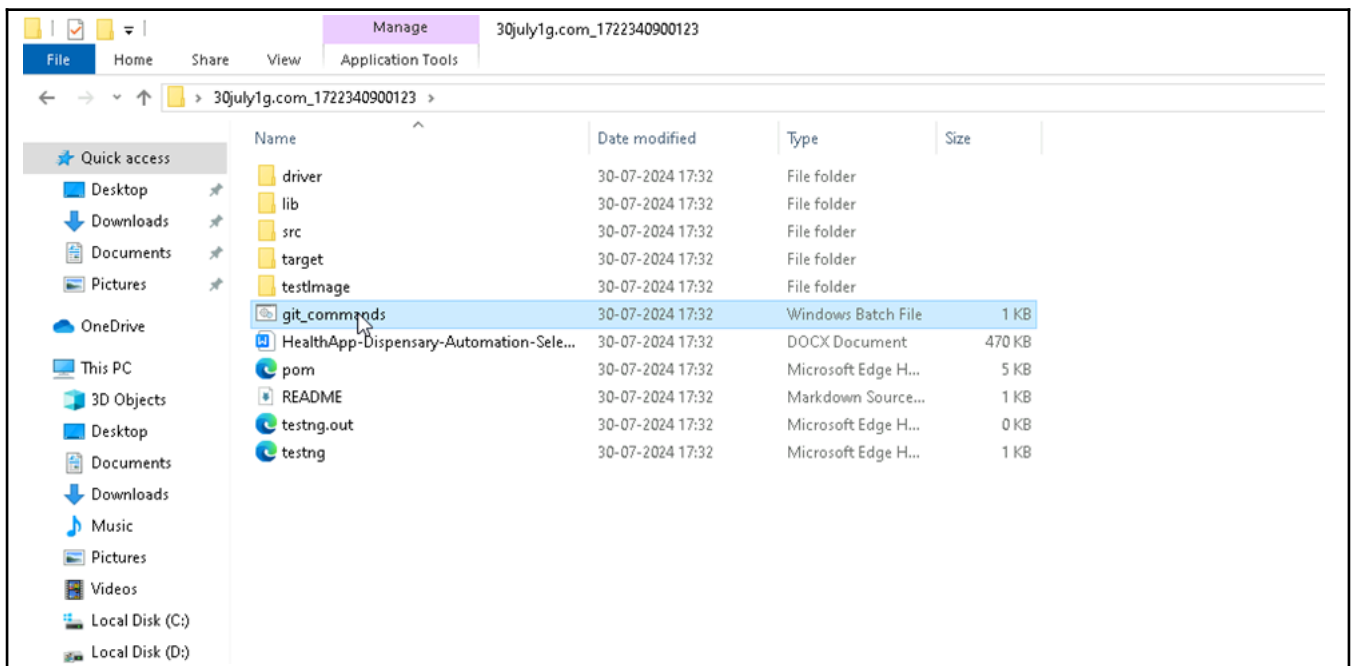 Manage 30july1g.com_1722340900123
File Home Share View Application Tools
30july1g.com_1722340900123
Name Date modified Type Size
Quick access
Desktop
Downloads
Documents
Pictures
OneDrive
This PC
3D Objects
Desktop
Documents
Downloads
Music
Pictures
Videos
Local Disk (C:)
Local Disk (D:)
driver 30-07-2024 17:32 File folder
lib 30-07-2024 17:32 File folder
src 30-07-2024 17:32 File folder
target 30-07-2024 17:32 File folder
testImage 30-07-2024 17:32 File folder
git_commands 30-07-2024 17:32 Windows Batch File 1 KB
HealthApp-Dispensary-Automation-Sele... 30-07-2024 17:32 DOCX Document 470 KB
pom 30-07-2024 17:32 Microsoft Edge H... 5 KB
README 30-07-2024 17:32 Markdown Source... 1 KB
testng.out 30-07-2024 17:32 Microsoft Edge H... 0 KB
testng 30-07-2024 17:32 Microsoft Edge H... 1 KB